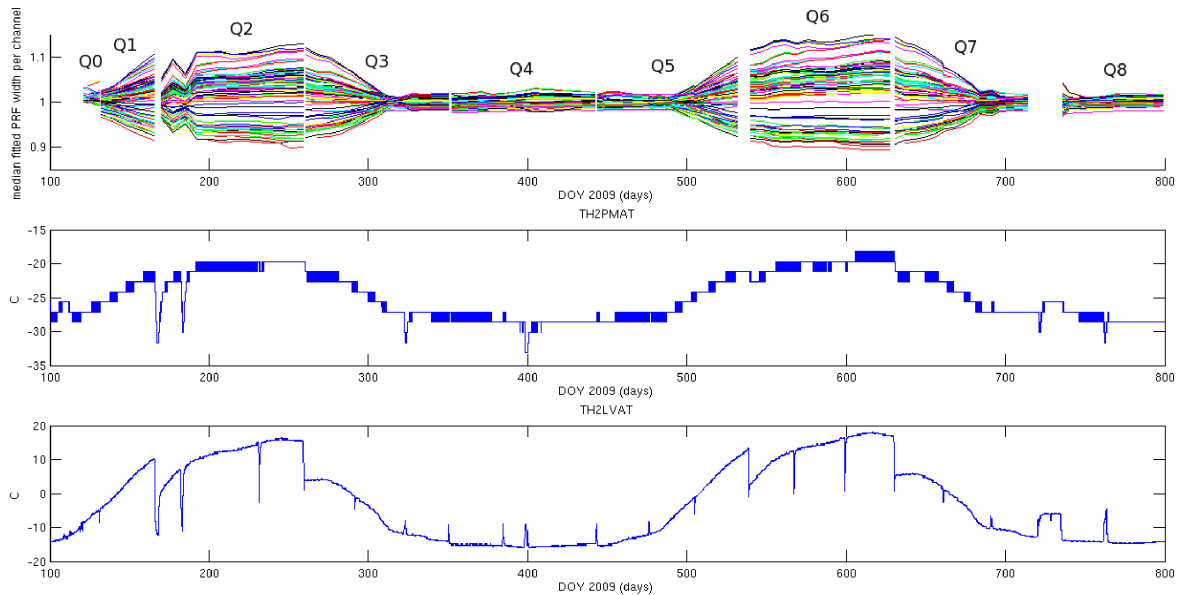 Q0
Q1
Q2
Q3
Q4
Q5
Q6
Q7
Q8
median fitted PRF width per channel
1.1
1
0.9
100 200 300 400 500 600 700 800
DOY 2009 (days)
TH2PMAT
-15
-20
-25
-30
-35
C
100 200 300 400 500 600 700 800
DOY 2009 (days)
TH2LVAT
20
10
0
-10
-20
C
100 200 300 400 500 600 700 800
DOY 2009 (days)